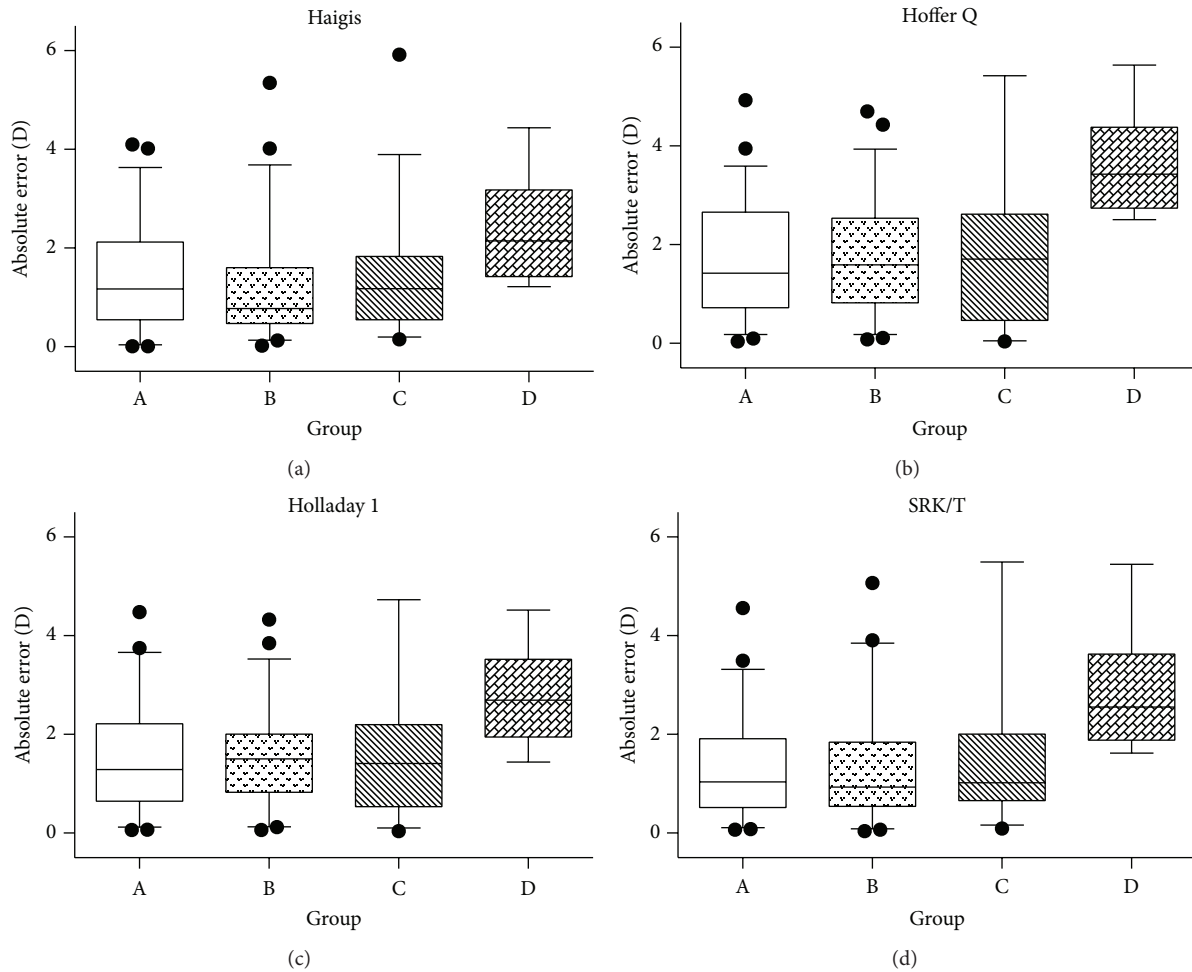 Haigis
Absolute error (D)
6
4
2
0
A B C D
Group
(a)
Hoffer Q
Absolute error (D)
6
4
2
0
A B C D
Group
(b)
Holladay 1
Absolute error (D)
6
4
2
0
A B C D
Group
(c)
SRK/T
Absolute error (D)
6
4
2
0
A B C D
Group
(d)